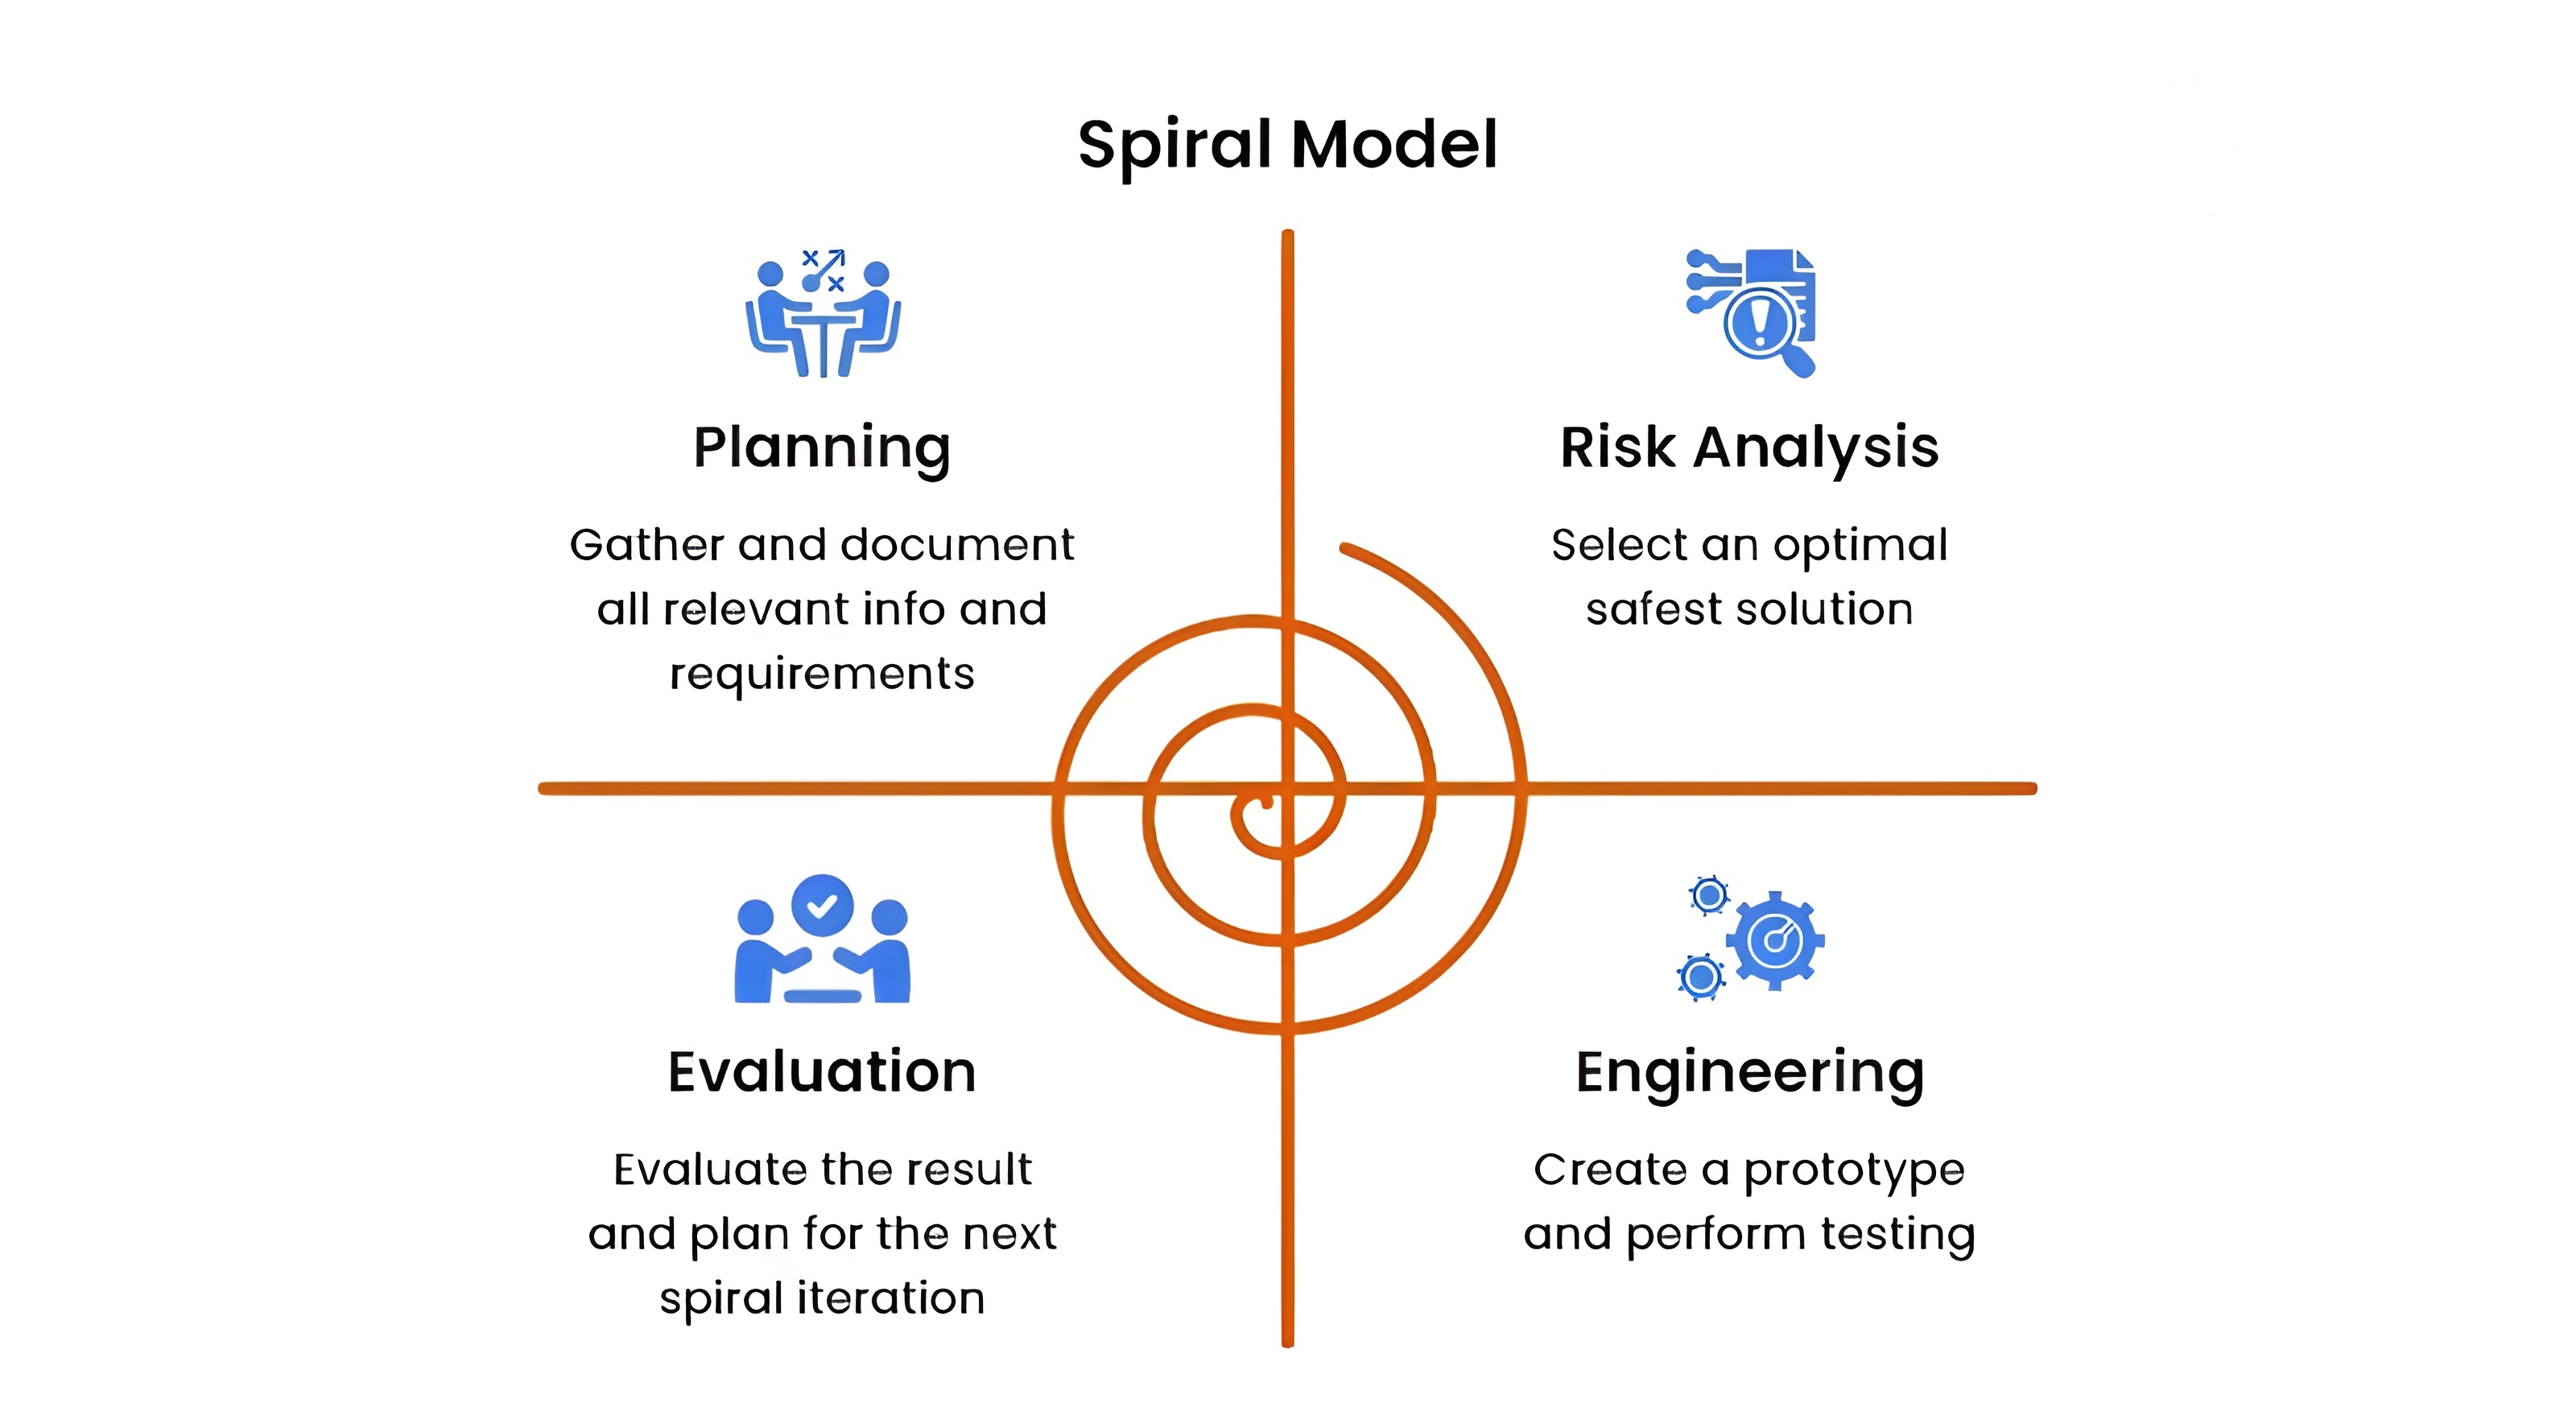 Spiral Model
Planning
Gather and document
all relevant info and
requirements
Risk Analysis
Select an optimal
safest solution
Evaluation
Evaluate the result
and plan for the next
spiral iteration
Engineering
Create a prototype
and perform testing